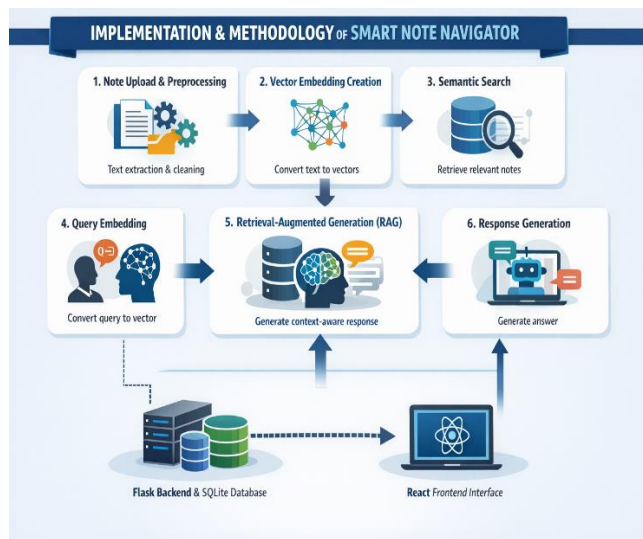 IMPLEMENTATION & METHODOLOGY OF SMART NOTE NAVIGATOR
1. Note Upload & Preprocessing
Text extraction & cleaning
2. Vector Embedding Creation
Convert text to vectors
3. Semantic Search
Retrieve relevant notes
4. Query Embedding
Convert query to vector
5. Retrieval-Augmented Generation (RAG)
Generate context-aware response
6. Response Generation
Generate answer
Flask Backend & SQLite Database
React Frontend Interface